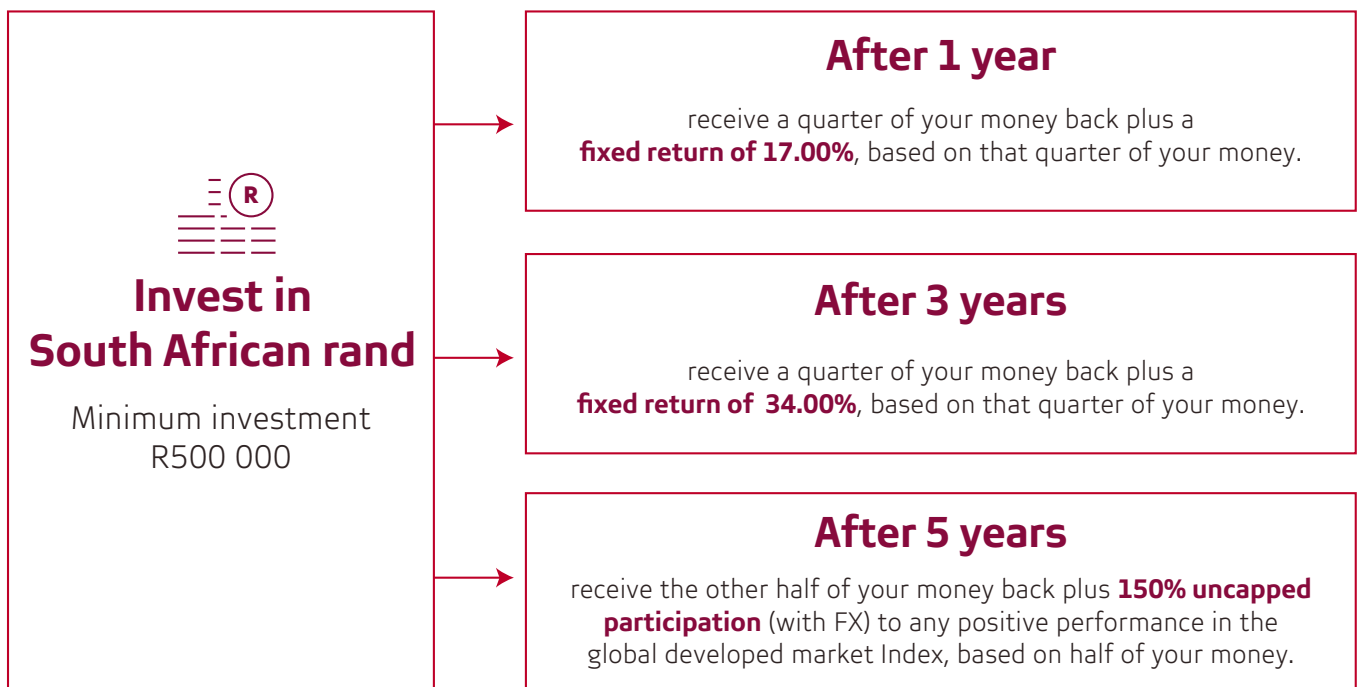 R
Invest in
South African rand
Minimum investment
R500 000
After 1 year
receive a quarter of your money back plus a
fixed return of 17.00%, based on that quarter of your money.
After 3 years
receive a quarter of your money back plus a
fixed return of  34.00%, based on that quarter of your money.
After 5 years
receive the other half of your money back plus 150% uncapped
participation (with FX) to any positive performance in the
global developed market Index, based on half of your money.